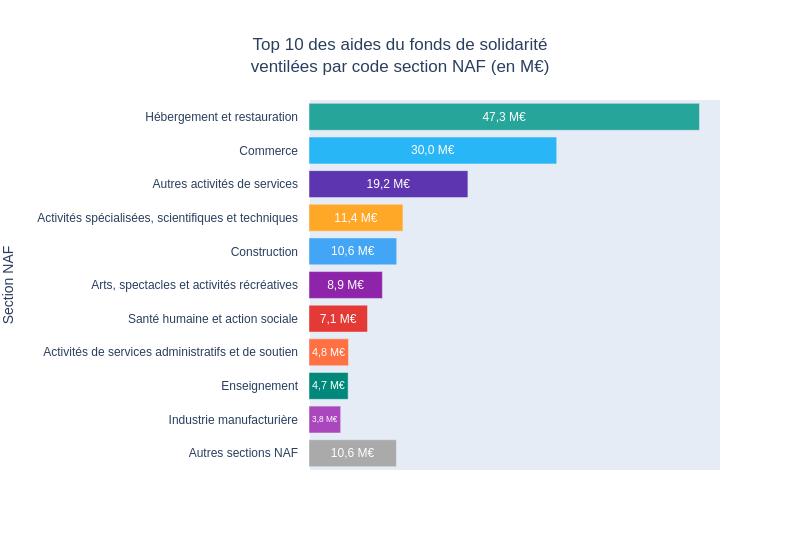 Top 10 des aides du fonds de solidarité
ventilées par code section NAF (en M€)
Section NAF
Hébergement et restauration 47,3 M€
Commerce 30,0 M€
Autres activités de services 19,2 M€
Activités spécialisées, scientifiques et techniques 11,4 M€
Construction 10,6 M€
Arts, spectacles et activités récréatives 8,9 M€
Santé humaine et action sociale 7,1 M€
Activités de services administratifs et de soutien 4,8 M€
Enseignement 4,7 M€
Industrie manufacturière 3,8 M€
Autres sections NAF 10,6 M€